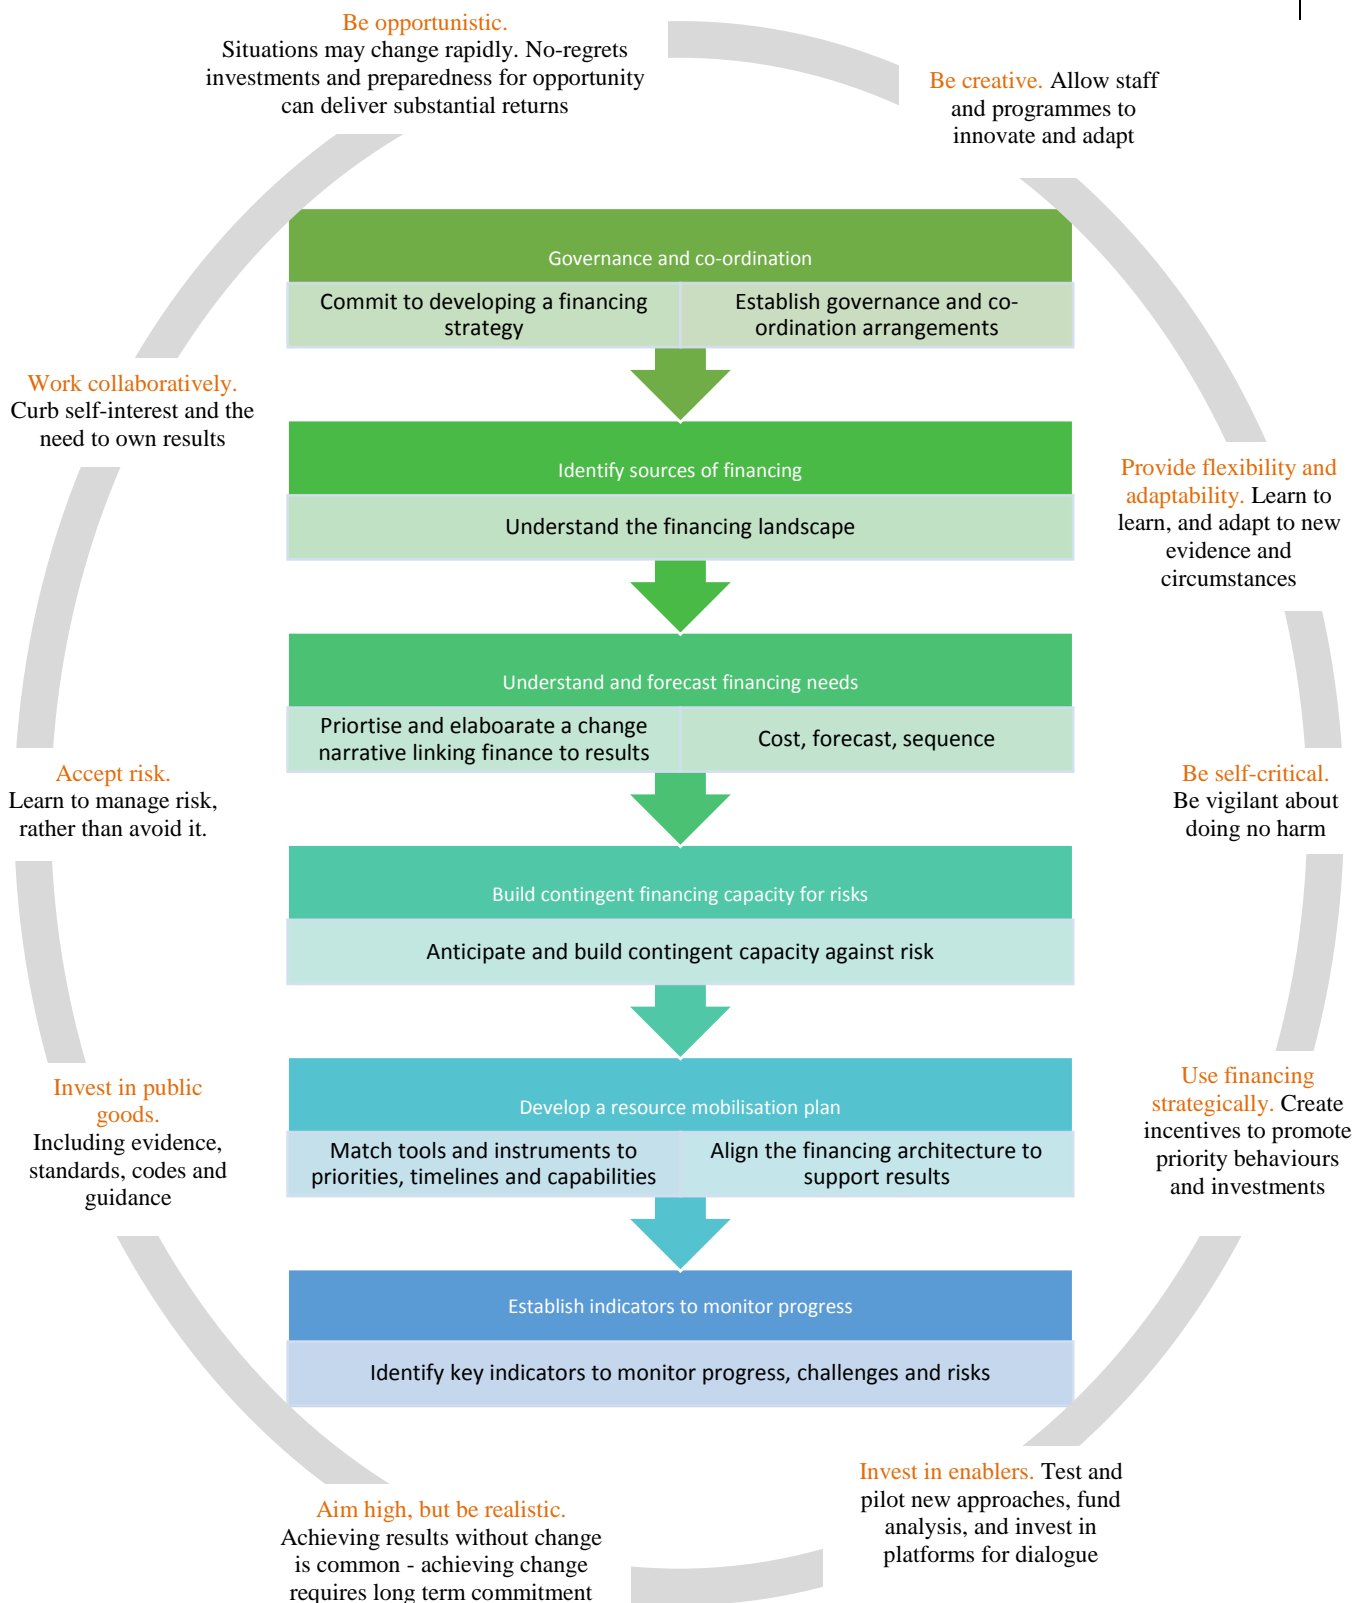 Be opportunistic.
Situations may change rapidly. No-regrets
investments and preparedness for opportunity
can deliver substantial returns
Be creative. Allow staff
and programmes to
innovate and adapt
Governance and co-ordination
Commit to developing a financing
strategy
Establish governance and co-
ordination arrangements
Work collaboratively.
Curb self-interest and the
need to own results
Identify sources of financing
Understand the financing landscape
Provide flexibility and
adaptability. Learn to
learn, and adapt to new
evidence and
circumstances
Understand and forecast financing needs
Priortise and elaboarate a change
narrative linking finance to results
Cost, forecast, sequence
Accept risk.
Learn to manage risk,
rather than avoid it.
Be self-critical.
Be vigilant about
doing no harm
Build contingent financing capacity for risks
Anticipate and build contingent capacity against risk
Invest in public
goods.
Including evidence,
standards, codes and
guidance
Develop a resource mobilisation plan
Match tools and instruments to
priorities, timelines and capabilities
Align the financing architecture to
support results
Use financing
strategically. Create
incentives to promote
priority behaviours
and investments
Establish indicators to monitor progress
Identify key indicators to monitor progress, challenges and risks
Aim high, but be realistic.
Achieving results without change
is common - achieving change
requires long term commitment
Invest in enablers. Test and
pilot new approaches, fund
analysis, and invest in
platforms for dialogue